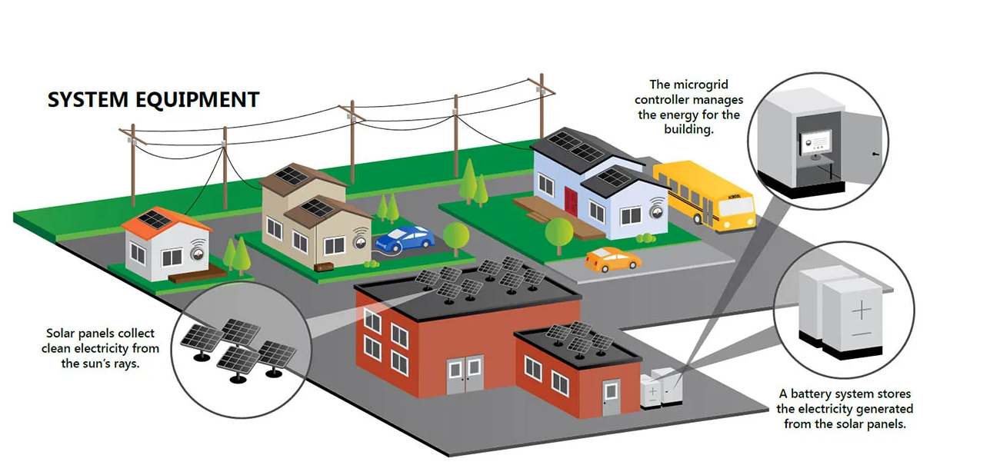 SYSTEM EQUIPMENT
The microgrid
controller manages
the energy for the
building.
SCHOOL
Solar panels collect
clean electricity from
the sun's rays.
A battery system stores
the electricity generated
from the solar panels.